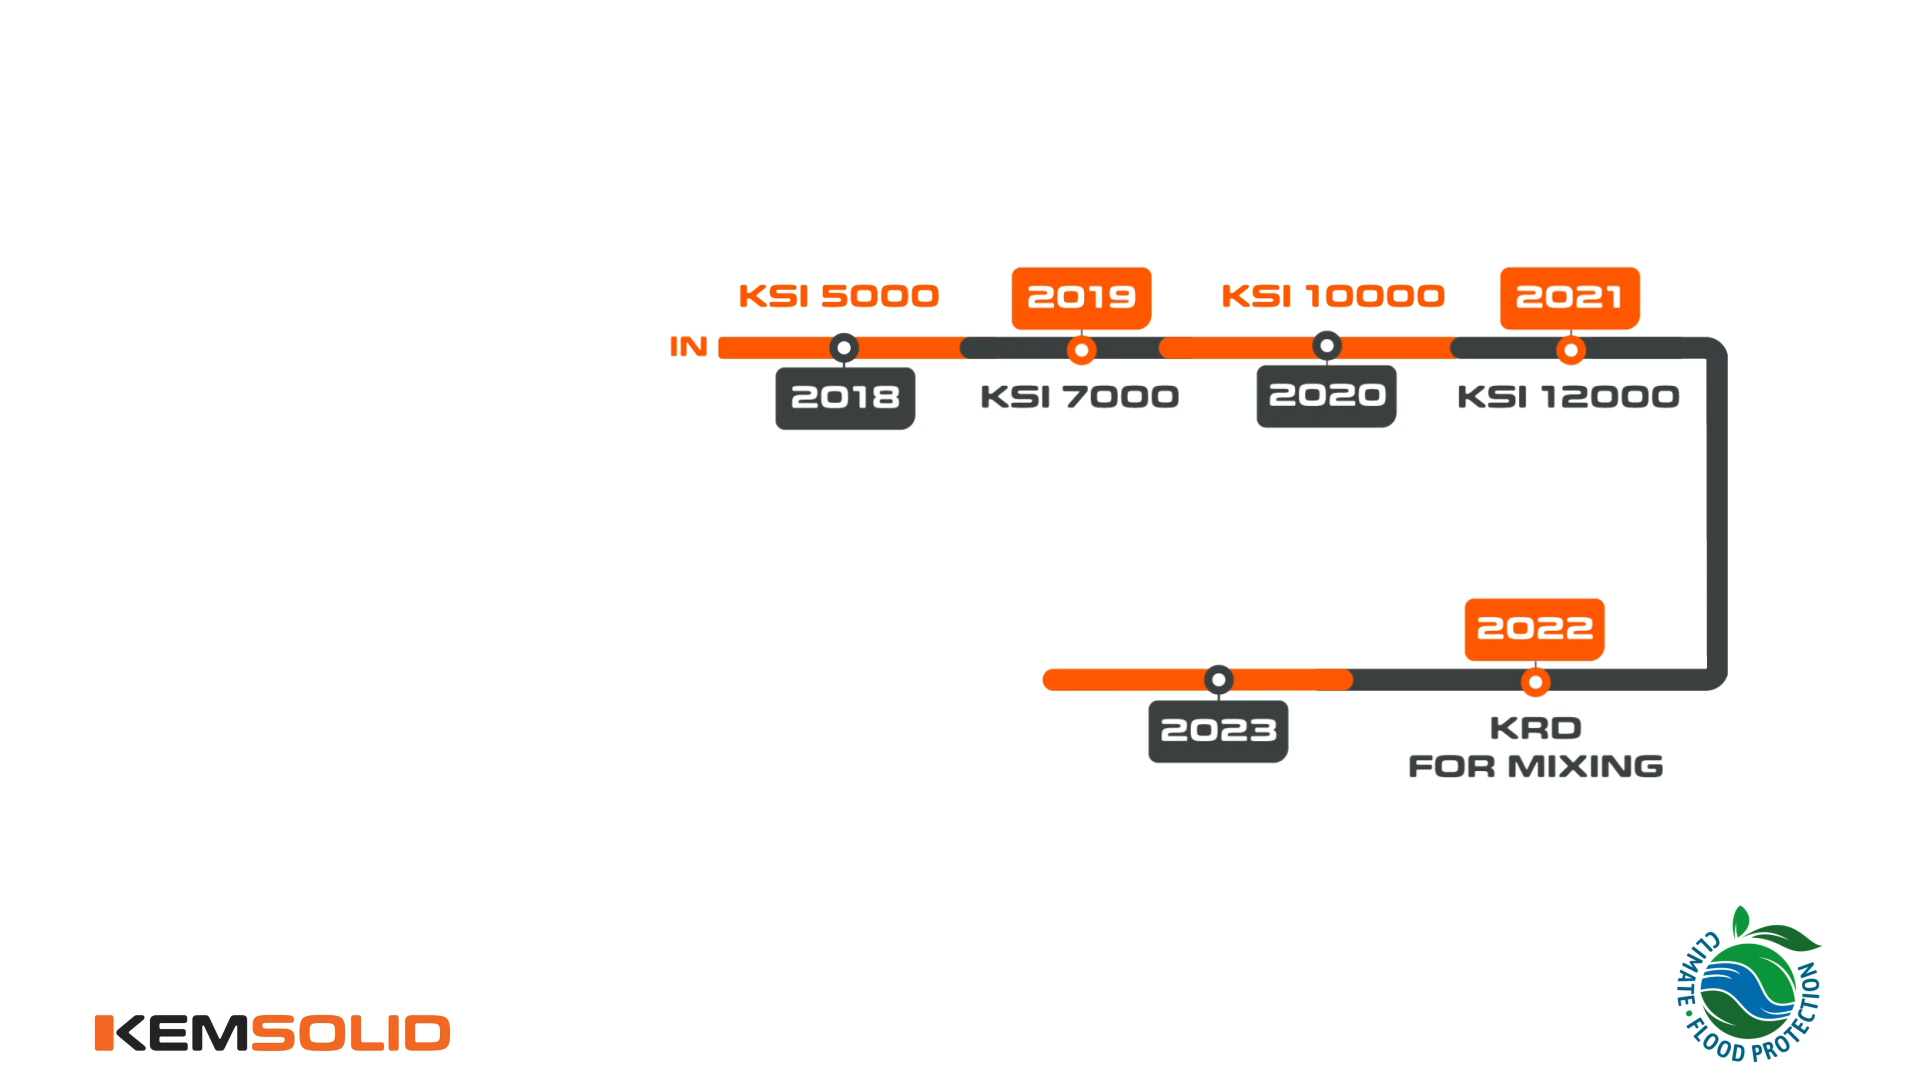 KSI 5000
2019
KSI 10000
2021
IN
2018
KSI 7000
2020
KSI 12000
2022
2023
KRD
FOR MIXING
KEMSOLID
CLIMATE • FLOOD PROTECTION